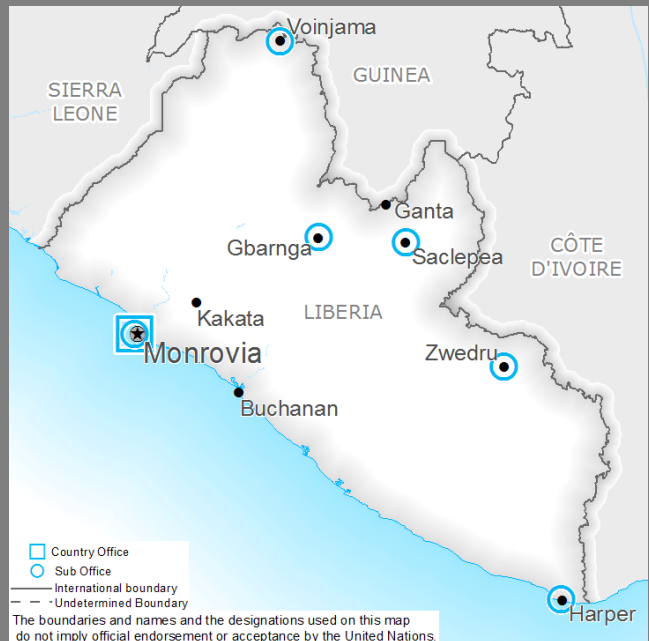 Voinjama
GUINEA
SIERRA
LEONE
Ganta
Gbarnga
Saclepea
CÔTE
D'IVOIRE
Kakata
LIBERIA
Monrovia
Zwedru
Buchanan
Country Office
Sub Office
International boundary
Undetermined Boundary
Harper
The boundaries and names and the designations used on this map
do not imply official endorsement or acceptance by the United Nations.